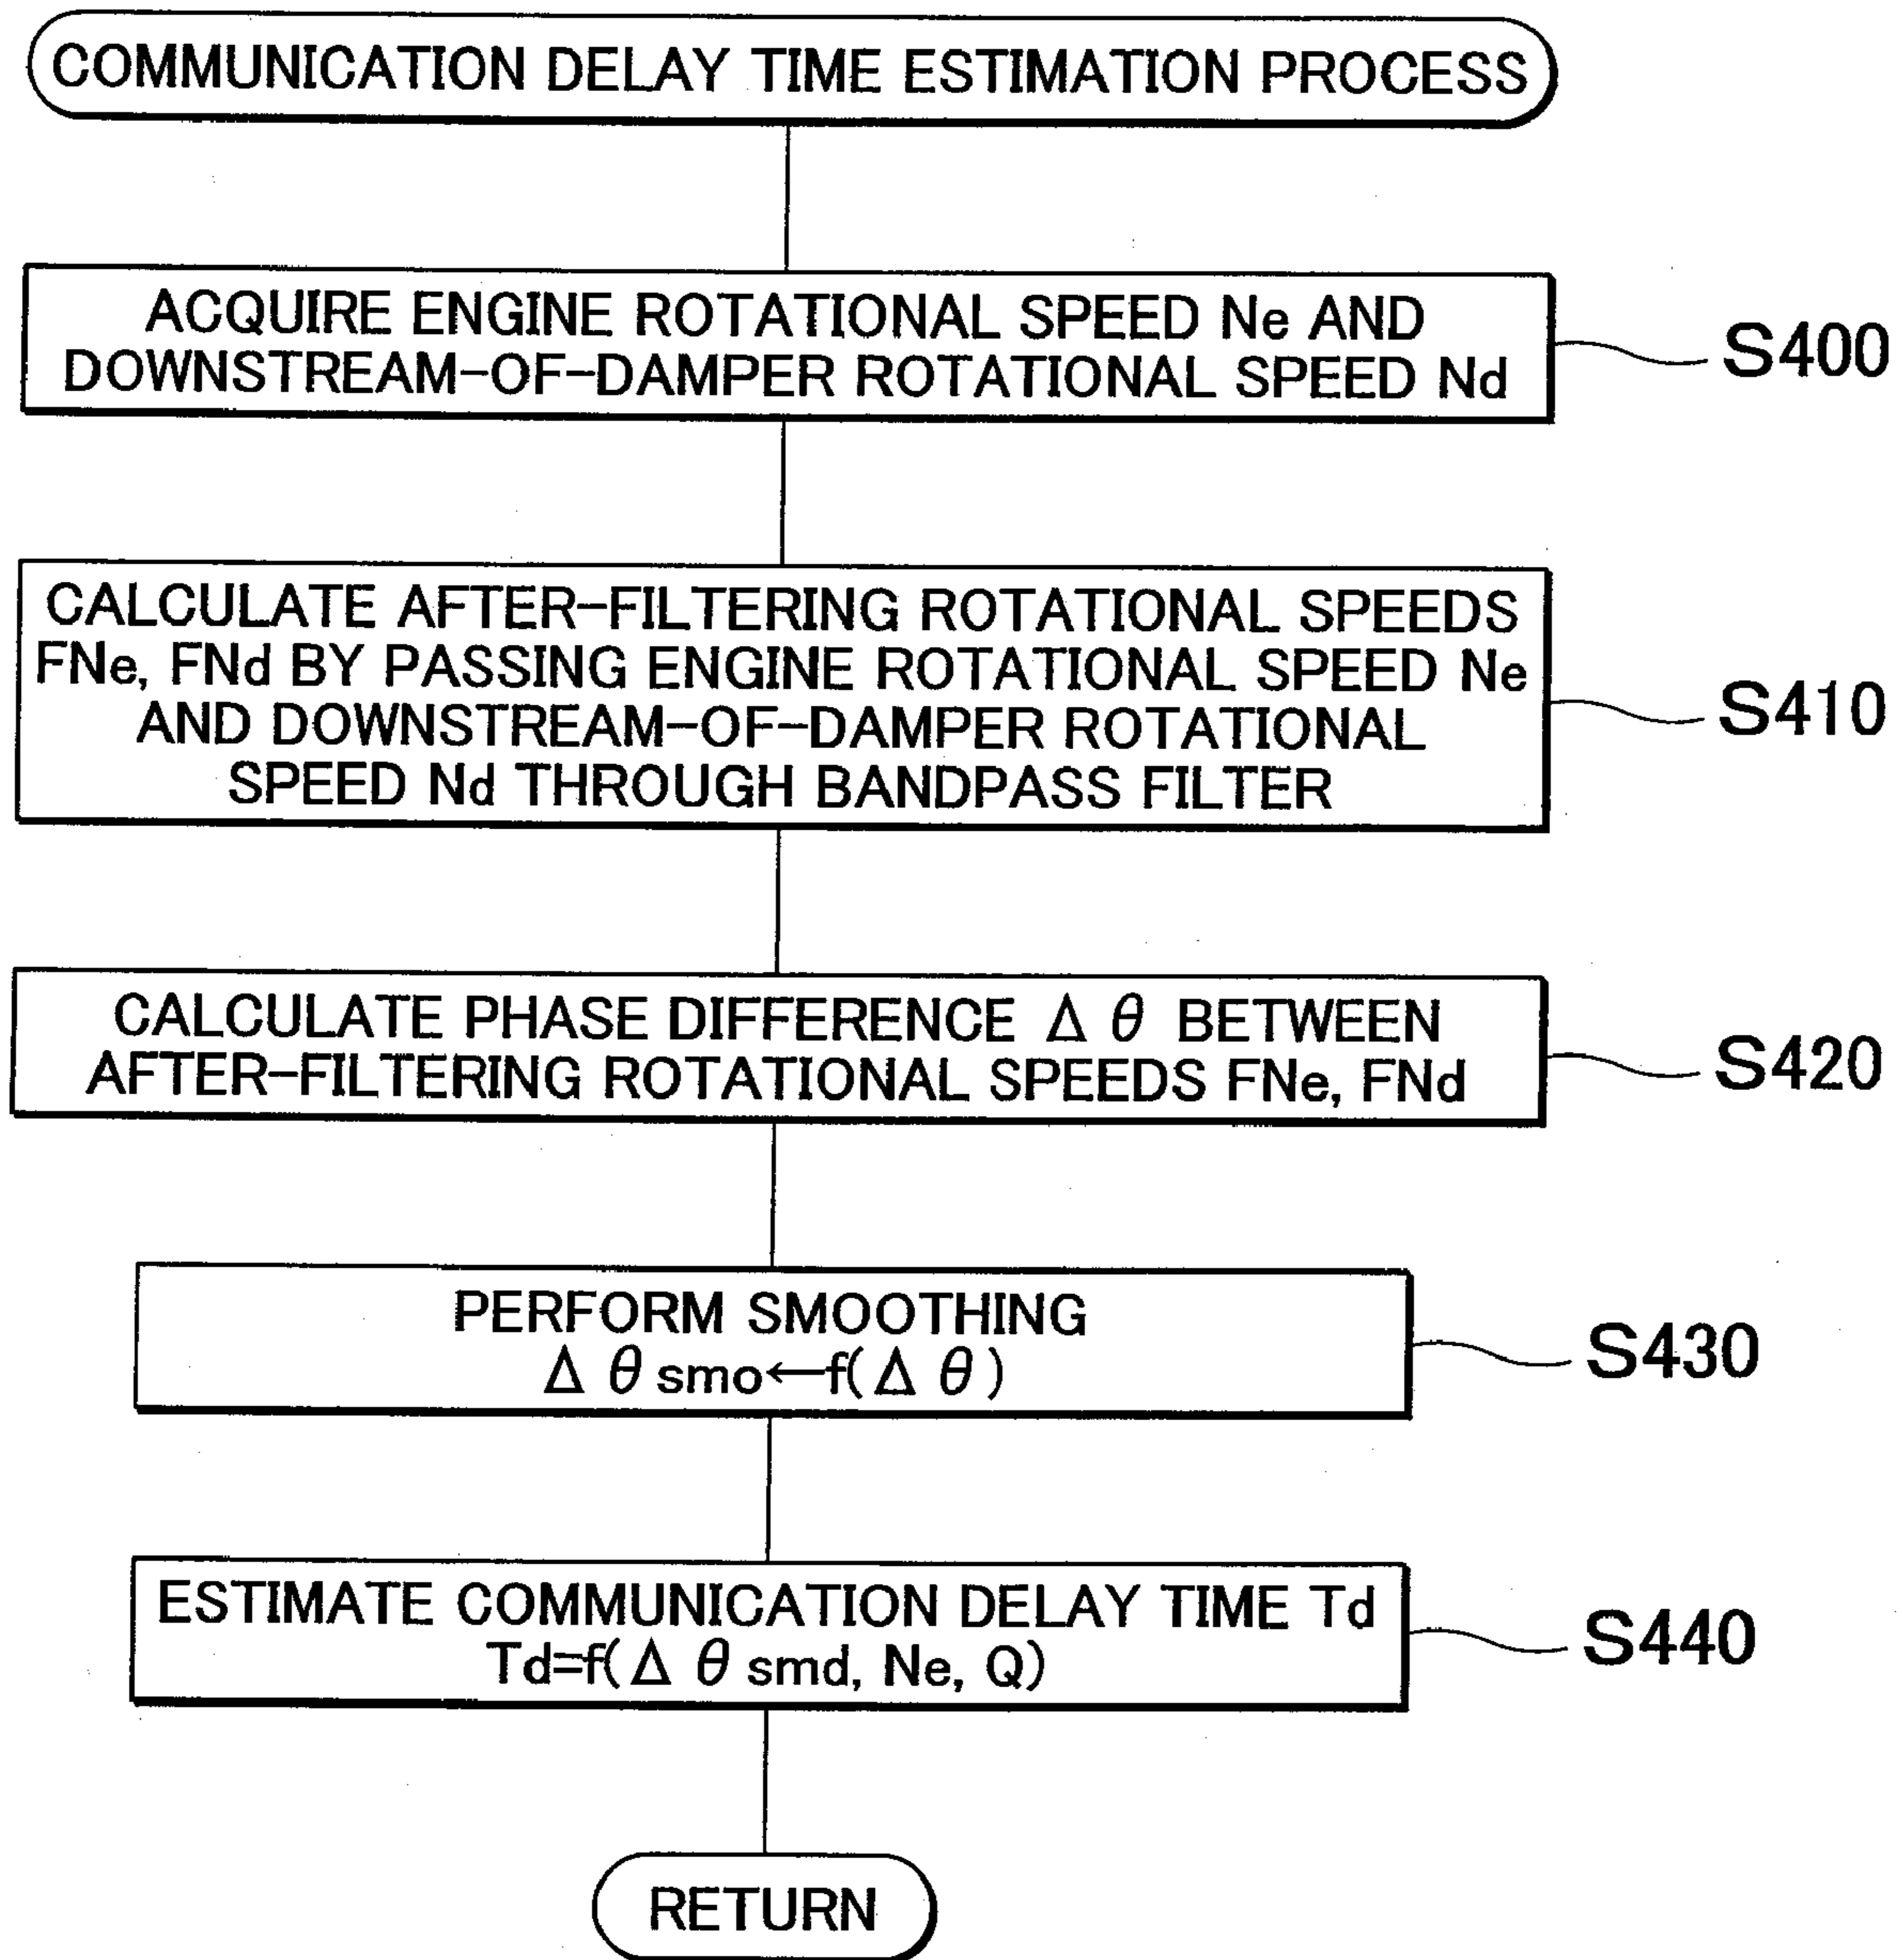 COMMUNICATION DELAY TIME ESTIMATION PROCESS
ACQUIRE ENGINE ROTATIONAL SPEED Ne AND
DOWNSTREAM-OF-DAMPER ROTATIONAL SPEED Nd
S400
CALCULATE AFTER-FILTERING ROTATIONAL SPEEDS
FNe, FNd BY PASSING ENGINE ROTATIONAL SPEED Ne
AND DOWNSTREAM-OF-DAMPER ROTATIONAL
SPEED Nd THROUGH BANDPASS FILTER
S410
CALCULATE PHASE DIFFERENCE Δ θ BETWEEN
AFTER-FILTERING ROTATIONAL SPEEDS FNe, FNd
S420
PERFORM SMOOTHING
Δ θ smo←f(Δ θ)
S430
ESTIMATE COMMUNICATION DELAY TIME Td
Td=f(Δ θ smd, Ne, Q)
S440
RETURN